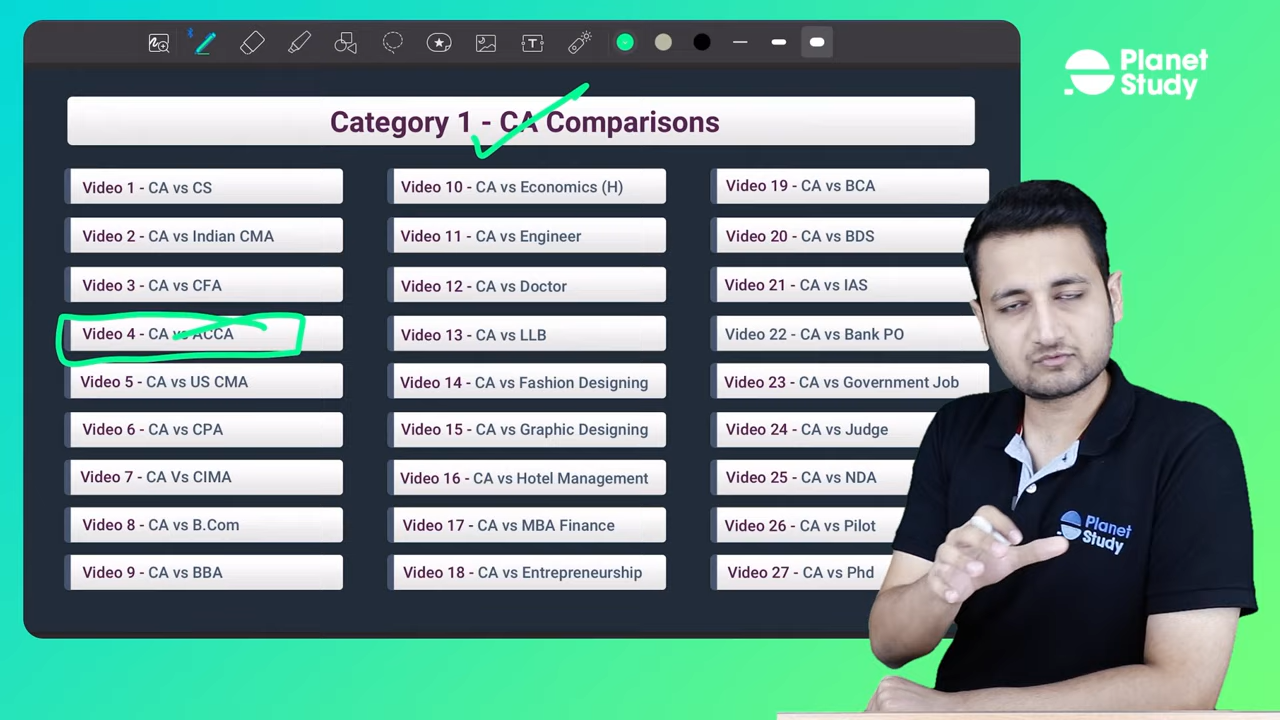 Planet
Study
Category 1 - CA Comparisons
Video 1 - CA vs CS
Video 2 - CA vs Indian CMA
Video 3 - CA vs CFA
Video 4 - CA vs ACCA
Video 5 - CA vs US CMA
Video 6 - CA vs CPA
Video 7 - CA Vs CIMA
Video 8 - CA vs B.Com
Video 9 - CA vs BBA
Video 10 - CA vs Economics (H)
Video 11 - CA vs Engineer
Video 12 - CA vs Doctor
Video 13 - CA vs LLB
Video 14 - CA vs Fashion Designing
Video 15 - CA vs Graphic Designing
Video 16 - CA vs Hotel Management
Video 17 - CA vs MBA Finance
Video 18 - CA vs Entrepreneurship
Video 19 - CA vs BCA
Video 20 - CA vs BDS
Video 21 - CA vs IAS
Video 22 - CA vs Bank PO
Video 23 - CA vs Government Job
Video 24 - CA vs Judge
Video 25 - CA vs NDA
Video 26 - CA vs Pilot
Video 27 - CA vs Phd
Planet
Study